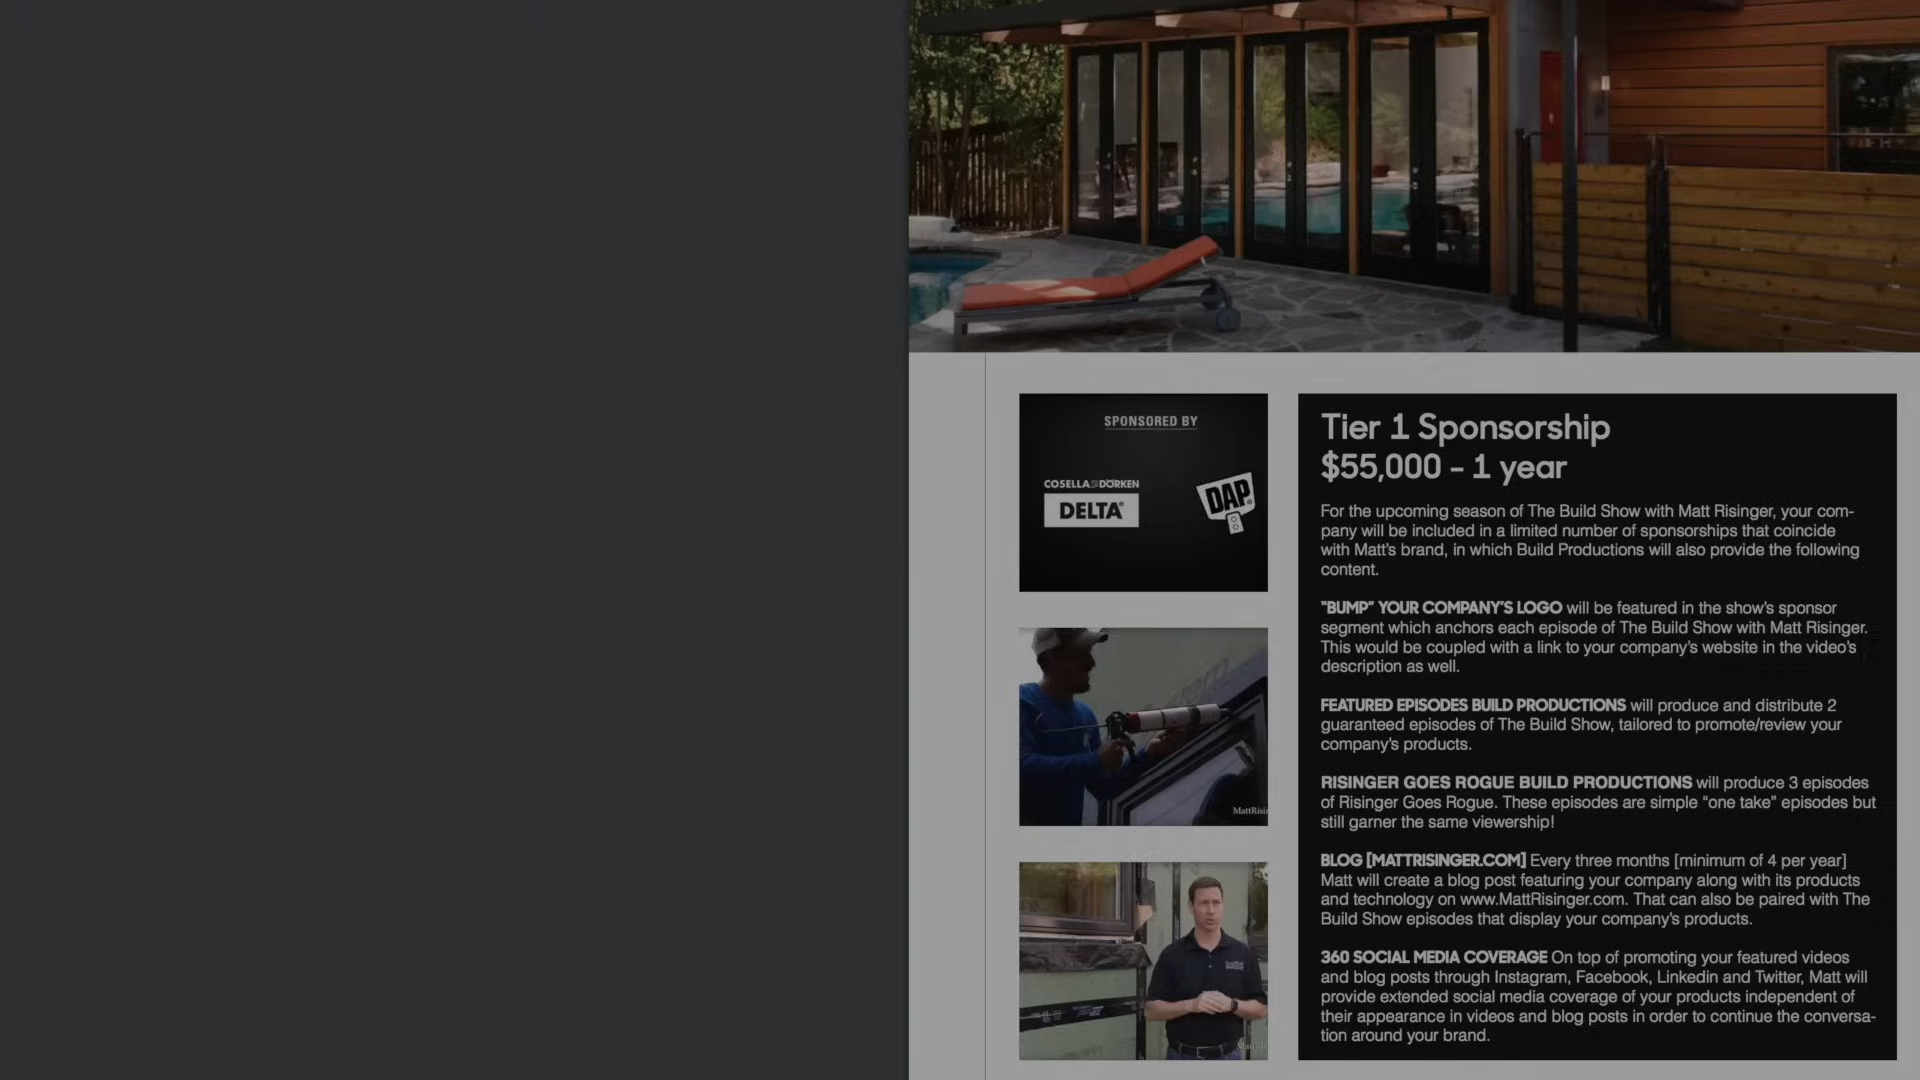 SPONSORED BY
COSELLA DÖRKEN
DELTA®
DAP®
Tier 1 Sponsorship
$55,000 - 1 year
For the upcoming season of The Build Show with Matt Risinger, your com-
pany will be included in a limited number of sponsorships that coincide
with Matt's brand, in which Build Productions will also provide the following
content.
"BUMP" YOUR COMPANY'S LOGO will be featured in the show's sponsor
segment which anchors each episode of The Build Show with Matt Risinger.
This would be coupled with a link to your company's website in the video's
description as well.
FEATURED EPISODES BUILD PRODUCTIONS will produce and distribute 2
guaranteed episodes of The Build Show, tailored to promote/review your
company's products.
RISINGER GOES ROGUE BUILD PRODUCTIONS will produce 3 episodes
of Risinger Goes Rogue. These episodes are simple "one take" episodes but
still garner the same viewership!
BLOG [MATTRISINGER.COM] Every three months [minimum of 4 per year]
Matt will create a blog post featuring your company along with its products
and technology on www.MattRisinger.com. That can also be paired with The
Build Show episodes that display your company's products.
360 SOCIAL MEDIA COVERAGE On top of promoting your featured videos
and blog posts through Instagram, Facebook, Linkedin and Twitter, Matt will
provide extended social media coverage of your products independent of
their appearance in videos and blog posts in order to continue the conversa-
tion around your brand.
MattRisi